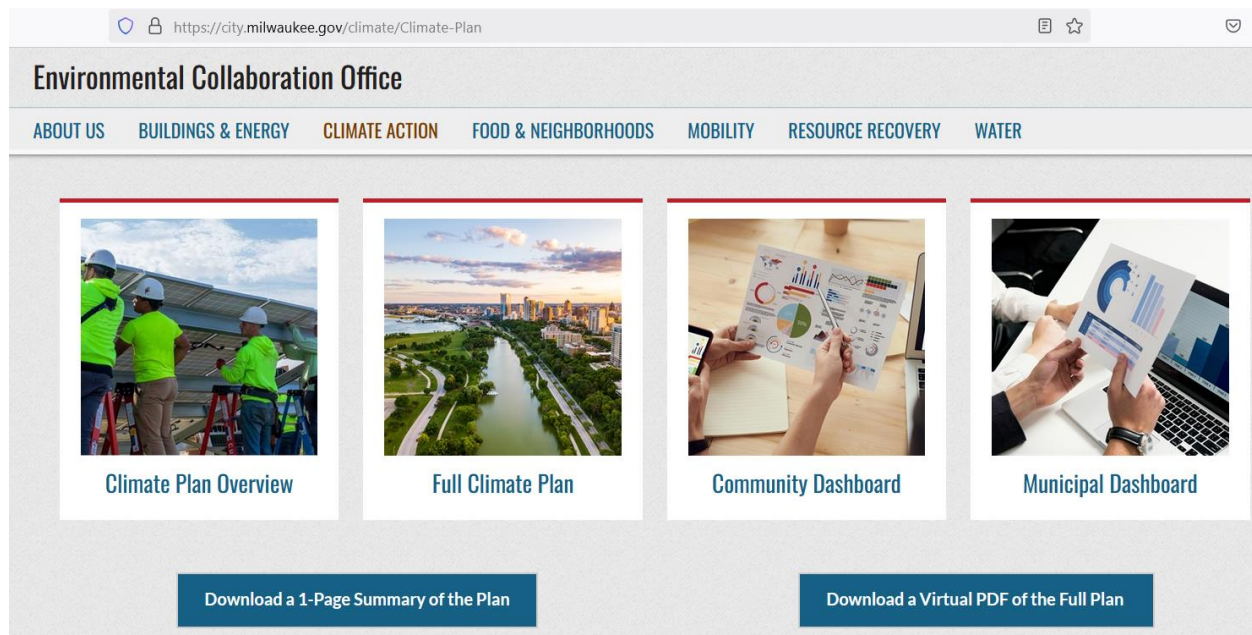 https://city.milwaukee.gov/climate/Climate-Plan
Environmental Collaboration Office
ABOUT US BUILDINGS & ENERGY CLIMATE ACTION FOOD & NEIGHBORHOODS MOBILITY RESOURCE RECOVERY WATER
Climate Plan Overview Full Climate Plan Community Dashboard Municipal Dashboard
Download a 1-Page Summary of the Plan Download a Virtual PDF of the Full Plan